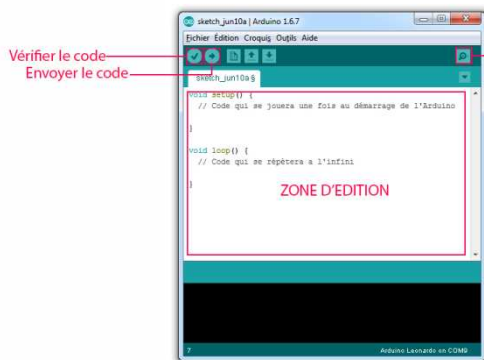 sketch_jun10a | Arduino 1.6.7
Fichier Édition Croquis Outils Aide
Vérifier le code
Envoyer le code
sketch_jun10a §
void setup() {
// Code qui se jouera une fois au démarrage de l'Arduino
}
void loop() {
// Code qui se répètera a l'infini
}
ZONE D'EDITION
7
Arduino Leonardo on COM9